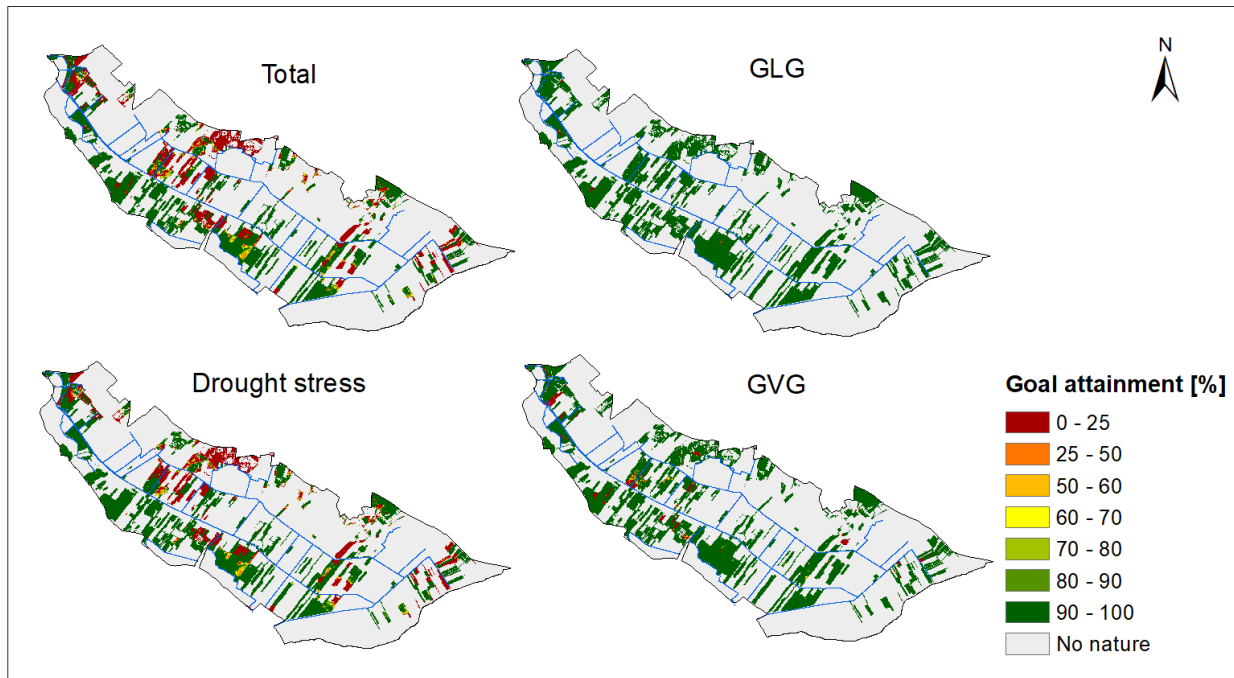 Total
GLG
N
Drought stress
GVG
Goal attainment [%]
0 - 25
25 - 50
50 - 60
60 - 70
70 - 80
80 - 90
90 - 100
No nature